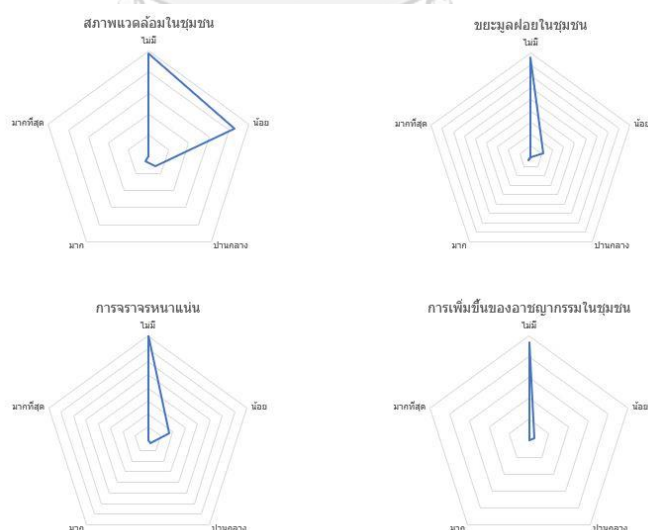 สภาพแวดล้อมในชุมชน
ไม่มี
น้อย
ปานกลาง
มาก
มากที่สุด
ขยะมูลฝอยในชุมชน
ไม่มี
น้อย
ปานกลาง
มาก
มากที่สุด
การจราจรหนาแน่น
ไม่มี
น้อย
ปานกลาง
มาก
มากที่สุด
การเพิ่มขึ้นของอาชญากรรมในชุมชน
ไม่มี
น้อย
ปานกลาง
มาก
มากที่สุด